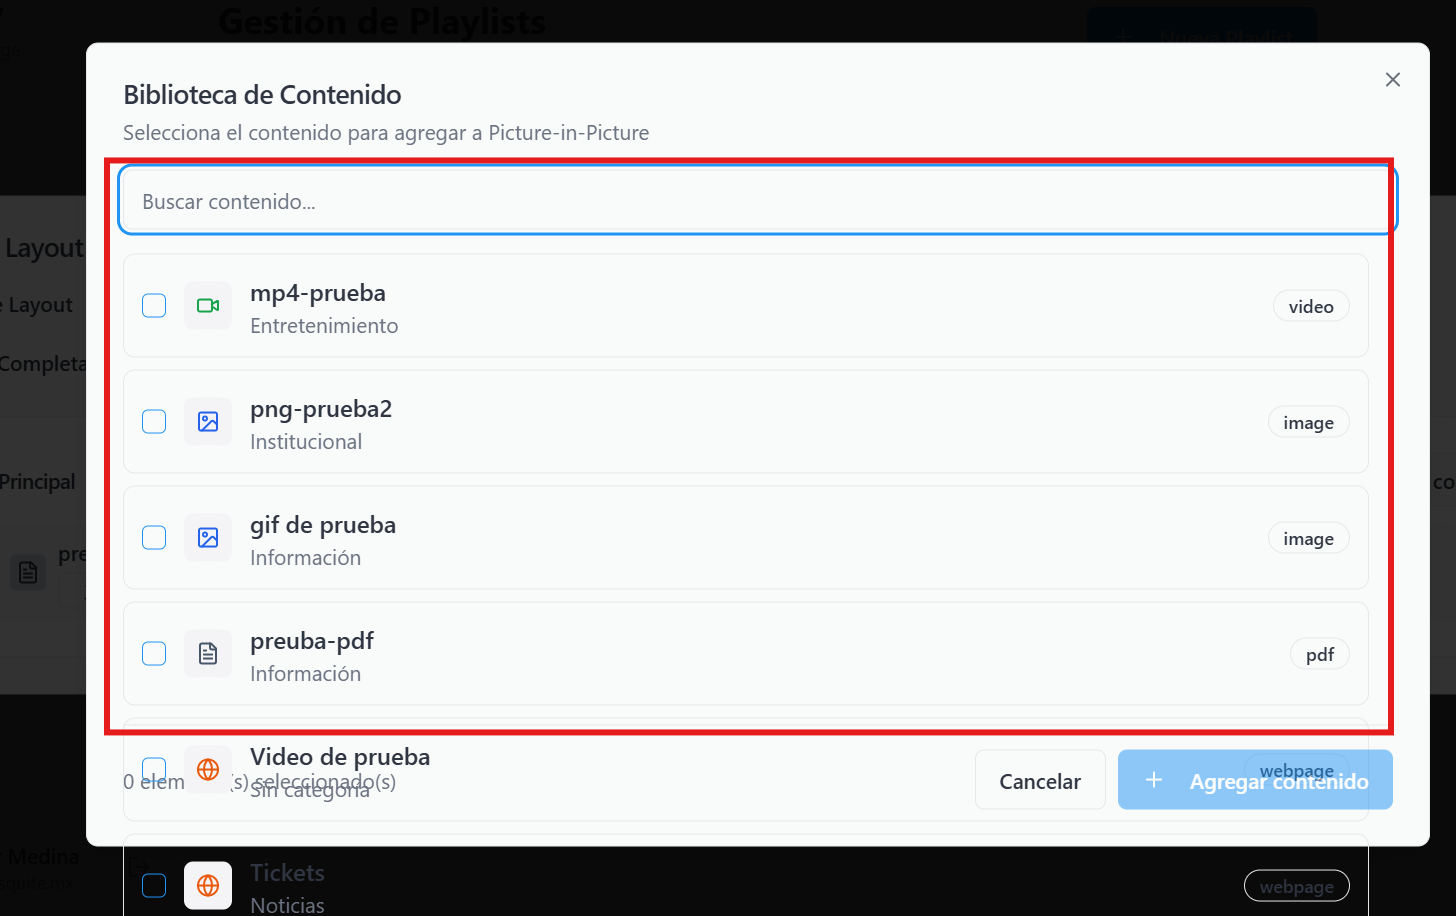 Gestión de Playlists
Nueva Playlist
Biblioteca de Contenido
Selecciona el contenido para agregar a Picture-in-Picture
Buscar contenido...
Layout
Layout
Completa
Principal
mp4-prueba
Entretenimiento
video
png-prueba2
Institucional
image
gif de prueba
Información
image
preuba-pdf
Información
pdf
Video de prueba
Sin categoría
webpage
0 elem (s) seleccionado(s)
Cancelar
Agregar contenido
Medina
Tickets
Noticias
webpage